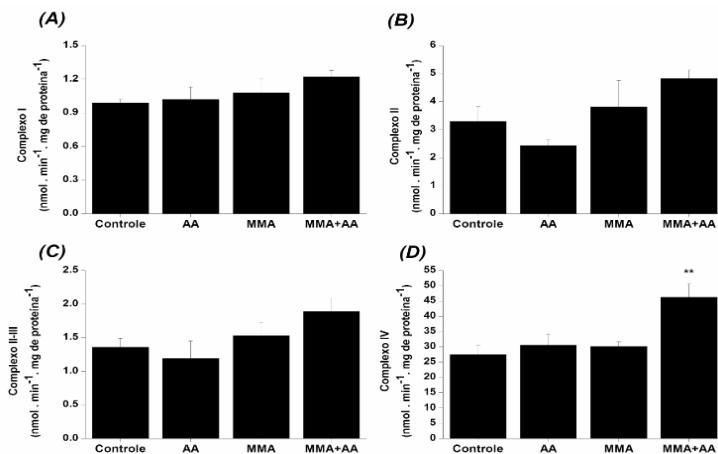 (A)
Complexo I
(nmol . min-1. mg de proteína-1)
1.5
1.2
0.9
0.6
0.3
0.0
Controle AA MMA MMA+AA
(B)
Complexo II
(nmol . min-1. mg de proteína-1)
6
5
4
3
2
1
0
Controle AA MMA MMA+AA
(C)
Complexo II-III
(nmol . min-1. mg de proteína-1)
2.5
2.0
1.5
1.0
0.5
0.0
Controle AA MMA MMA+AA
(D)
Complexo IV
(nmol . min-1. mg de proteína-1)
55
50
45
40
35
30
25
20
15
10
5
0
**
Controle AA MMA MMA+AA